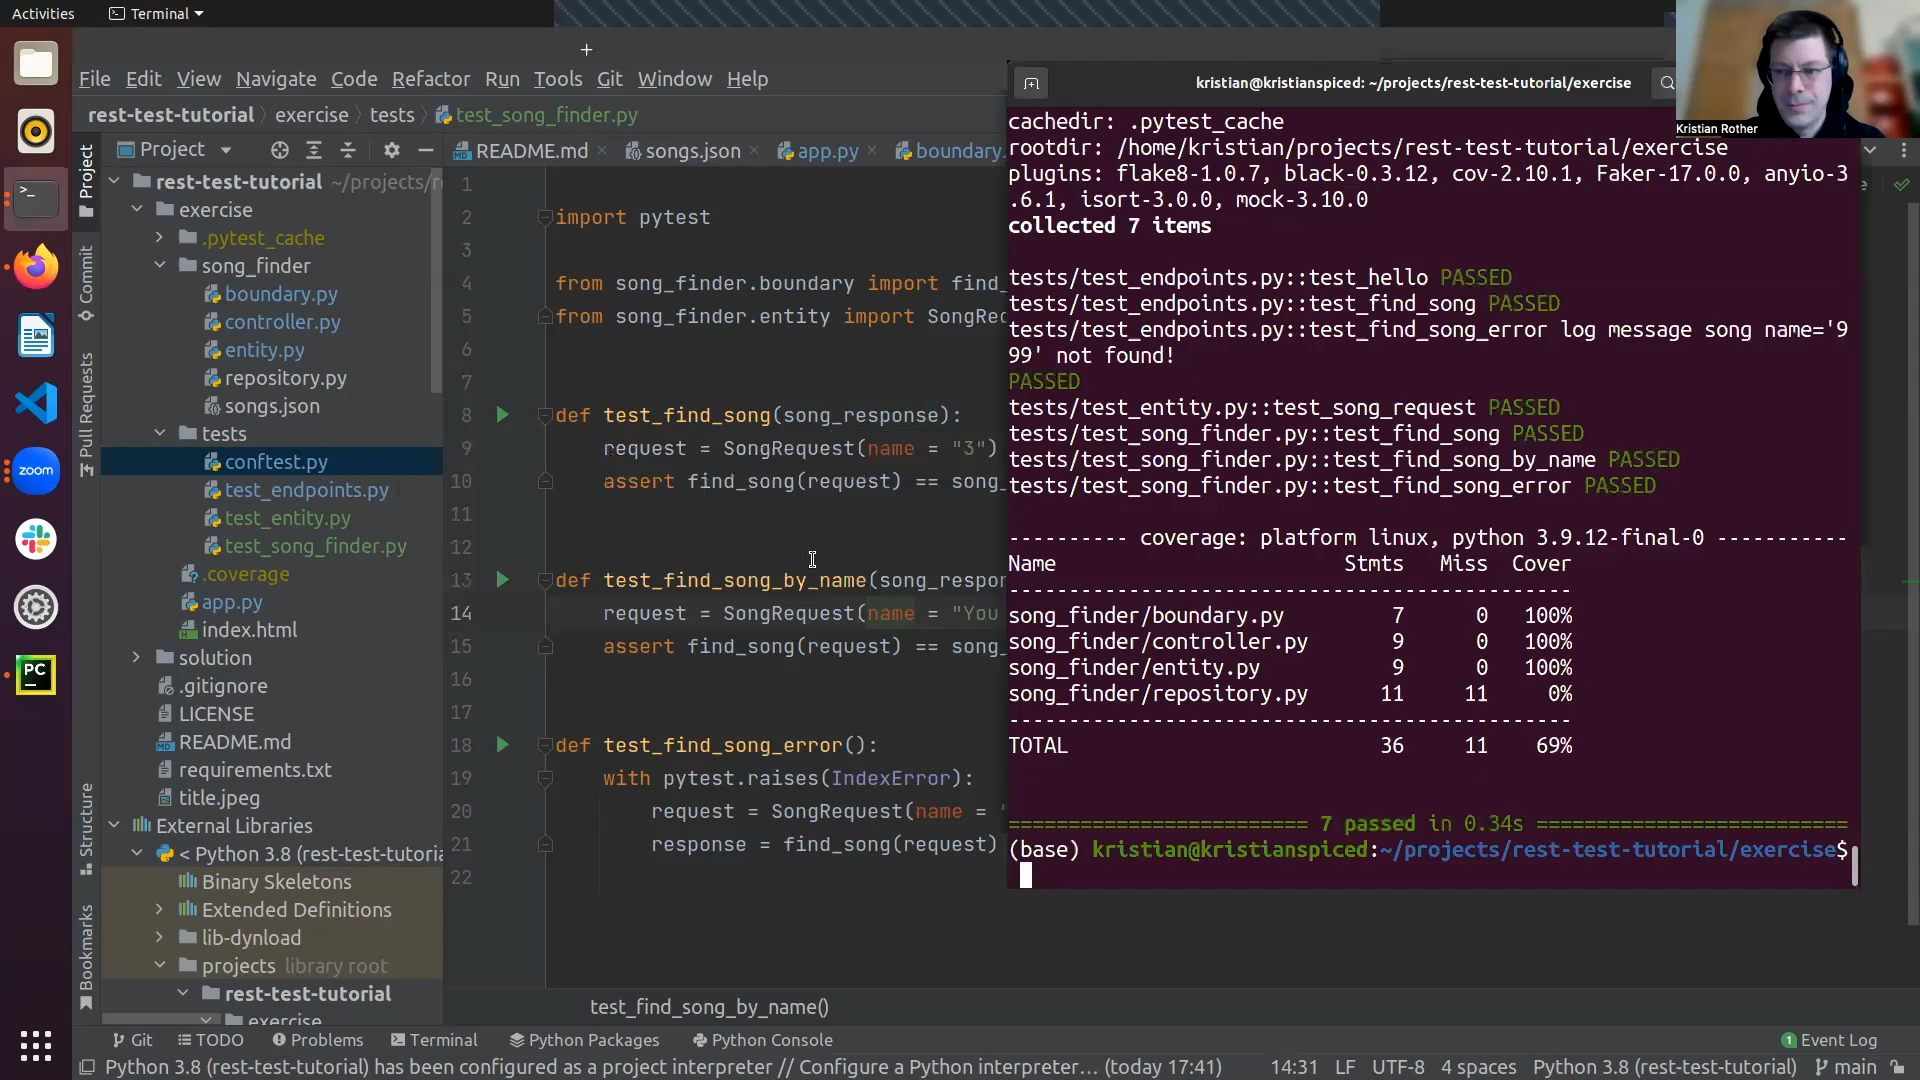 Activities
Terminal
File Edit View Navigate Code Refactor Run Tools Git Window Help
rest-test-tutorial exercise tests test_song_finder.py
Project
README.md
songs.json
app.py
boundary.
Project
Commit
Pull Requests
Structure
Bookmarks
rest-test-tutorial ~/projects/r
exercise
.pytest_cache
song_finder
boundary.py
controller.py
entity.py
repository.py
songs.json
tests
conftest.py
test_endpoints.py
test_entity.py
test_song_finder.py
.coverage
app.py
index.html
solution
.gitignore
LICENSE
README.md
requirements.txt
title.jpeg
External Libraries
< Python 3.8 (rest-test-tutoria
Binary Skeletons
Extended Definitions
lib-dynload
projects library root
rest-test-tutorial
exercise
zoom
PC
1
2 import pytest
3
4 from song_finder.boundary import find_
5 from song_finder.entity import SongRe
6
7
8 def test_find_song(song_response):
9 request = SongRequest(name = "3")
10 assert find_song(request) == song_
11
12
13 def test_find_song_by_name(song_respon
14 request = SongRequest(name = "You
15 assert find_song(request) == song_
16
17
18 def test_find_song_error():
19 with pytest.raises(IndexError):
20 request = SongRequest(name = "
21 response = find_song(request)
22
test_find_song_by_name()
kristian@kristianspiced: ~/projects/rest-test-tutorial/exercise
Kristian Rother
cachedir: .pytest_cache
rootdir: /home/kristian/projects/rest-test-tutorial/exercise
plugins: flake8-1.0.7, black-0.3.12, cov-2.10.1, Faker-17.0.0, anyio-3
.6.1, isort-3.0.0, mock-3.10.0
collected 7 items
tests/test_endpoints.py::test_hello PASSED
tests/test_endpoints.py::test_find_song PASSED
tests/test_endpoints.py::test_find_song_error log message song name='9
99' not found!
PASSED
tests/test_entity.py::test_song_request PASSED
tests/test_song_finder.py::test_find_song PASSED
tests/test_song_finder.py::test_find_song_by_name PASSED
tests/test_song_finder.py::test_find_song_error PASSED
---------- coverage: platform linux, python 3.9.12-final-0 -----------
Name Stmts Miss Cover
-----------------------------------------------
song_finder/boundary.py 7 0 100%
song_finder/controller.py 9 0 100%
song_finder/entity.py 9 0 100%
song_finder/repository.py 11 11 0%
-----------------------------------------------
TOTAL 36 11 69%
========================= 7 passed in 0.34s ==========================
(base) kristian@kristianspiced:~/projects/rest-test-tutorial/exercise$
Git TODO Problems Terminal Python Packages Python Console
1 Event Log
Python 3.8 (rest-test-tutorial) has been configured as a project interpreter // Configure a Python interpreter... (today 17:41) 14:31 LF UTF-8 4 spaces Python 3.8 (rest-test-tutorial) main